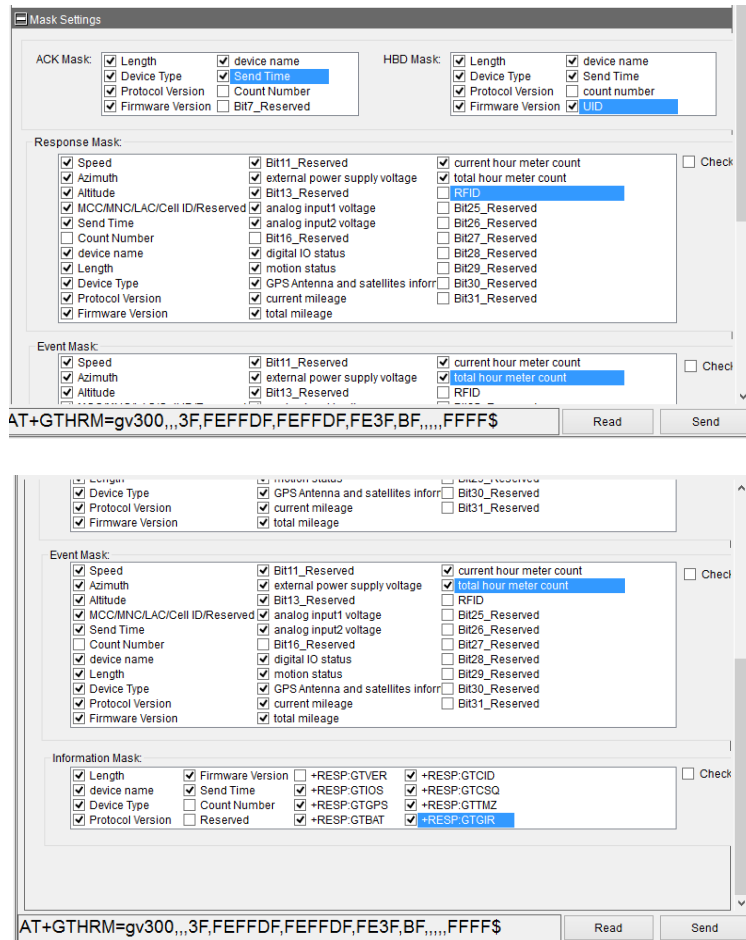 Mask Settings
ACK Mask: Length device name HBD Mask: Length device name
Device Type Send Time Device Type Send Time
Protocol Version Count Number Protocol Version count number
Firmware Version Bit7_Reserved Firmware Version UID
Response Mask:
Speed Bit11_Reserved current hour meter count Check
Azimuth external power supply voltage total hour meter count
Altitude Bit13_Reserved RFID
MCC/MNC/LAC/Cell ID/Reserved analog input1 voltage Bit25_Reserved
Send Time analog input2 voltage Bit26_Reserved
Count Number Bit16_Reserved Bit27_Reserved
device name digital IO status Bit28_Reserved
Length motion status Bit29_Reserved
Device Type GPS Antenna and satellites inforr Bit30_Reserved
Protocol Version current mileage Bit31_Reserved
Firmware Version total mileage
Event Mask:
Speed Bit11_Reserved current hour meter count Check
Azimuth external power supply voltage total hour meter count
Altitude Bit13_Reserved RFID
AT+GTHRM=gv300,,,3F,FEFFDF,FEFFDF,FE3F,BF,,,,,FFFF$ Read Send
Device Type GPS Antenna and satellites inforr Bit30_Reserved
Protocol Version current mileage Bit31_Reserved
Firmware Version total mileage
Event Mask:
Speed Bit11_Reserved current hour meter count Check
Azimuth external power supply voltage total hour meter count
Altitude Bit13_Reserved RFID
MCC/MNC/LAC/Cell ID/Reserved analog input1 voltage Bit25_Reserved
Send Time analog input2 voltage Bit26_Reserved
Count Number Bit16_Reserved Bit27_Reserved
device name digital IO status Bit28_Reserved
Length motion status Bit29_Reserved
Device Type GPS Antenna and satellites inforr Bit30_Reserved
Protocol Version current mileage Bit31_Reserved
Firmware Version total mileage
Information Mask:
Length Firmware Version +RESP:GTVER +RESP:GTCID Check
device name Send Time +RESP:GTIOS +RESP:GTCSQ
Device Type Count Number +RESP:GTGPS +RESP:GTTMZ
Protocol Version Reserved +RESP:GTBAT +RESP:GTGIR
AT+GTHRM=gv300,,,3F,FEFFDF,FEFFDF,FE3F,BF,,,,,FFFF$ Read Send